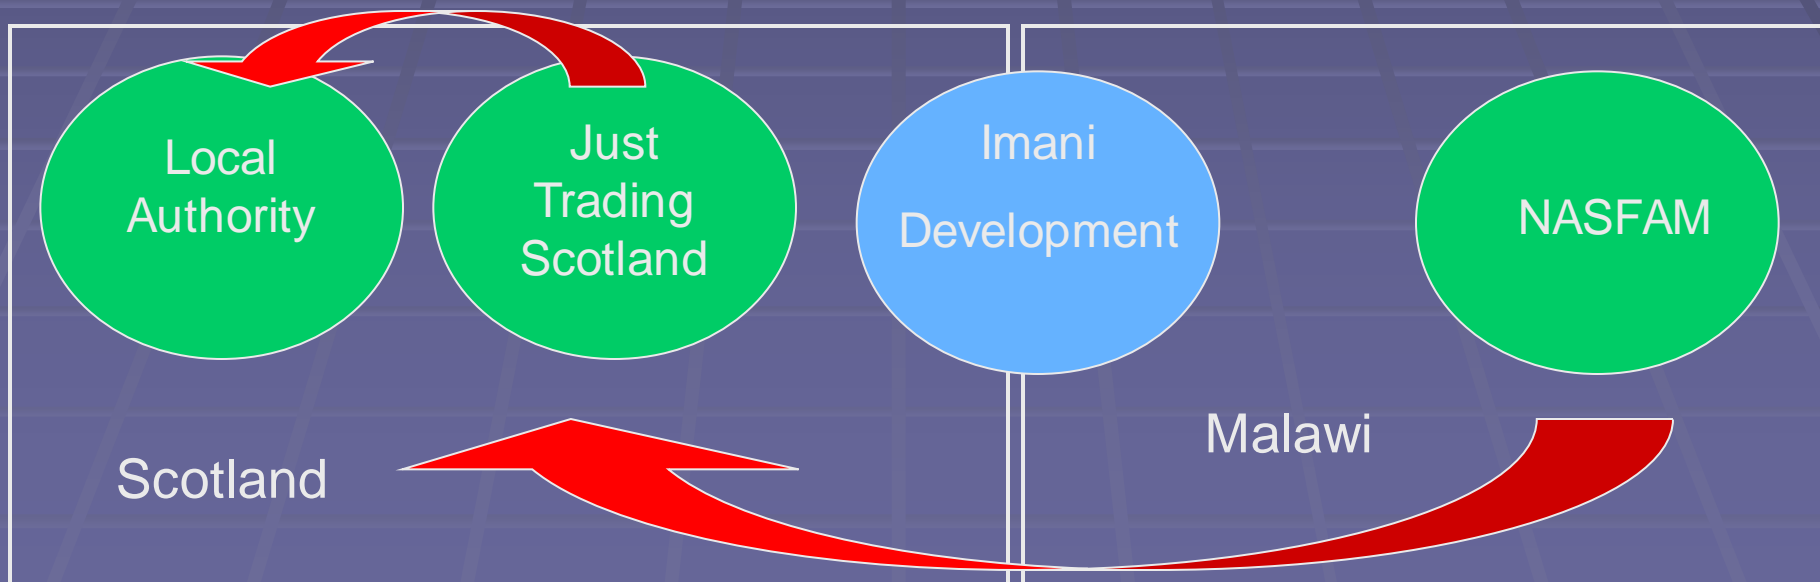 Local
Authority
Just
Trading
Scotland
Imani
Development
NASFAM
Scotland
Malawi